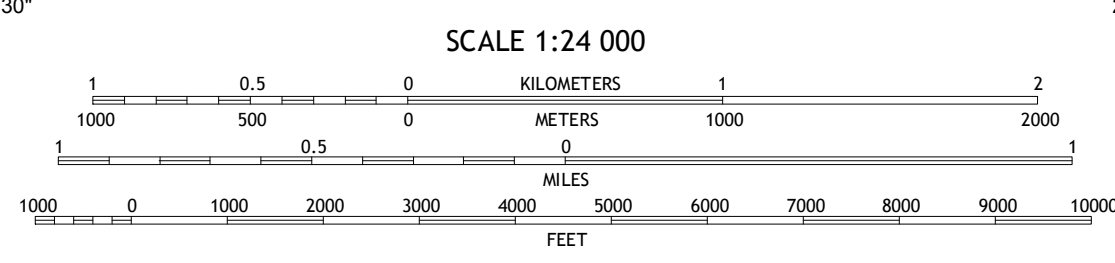 30"
SCALE 1:24 000
1 0.5 0 KILOMETERS 1 2
1000 500 0 METERS 1000 2000
1 0.5 0 1
MILES
1000 0 1000 2000 3000 4000 5000 6000 7000 8000 9000 10000
FEET